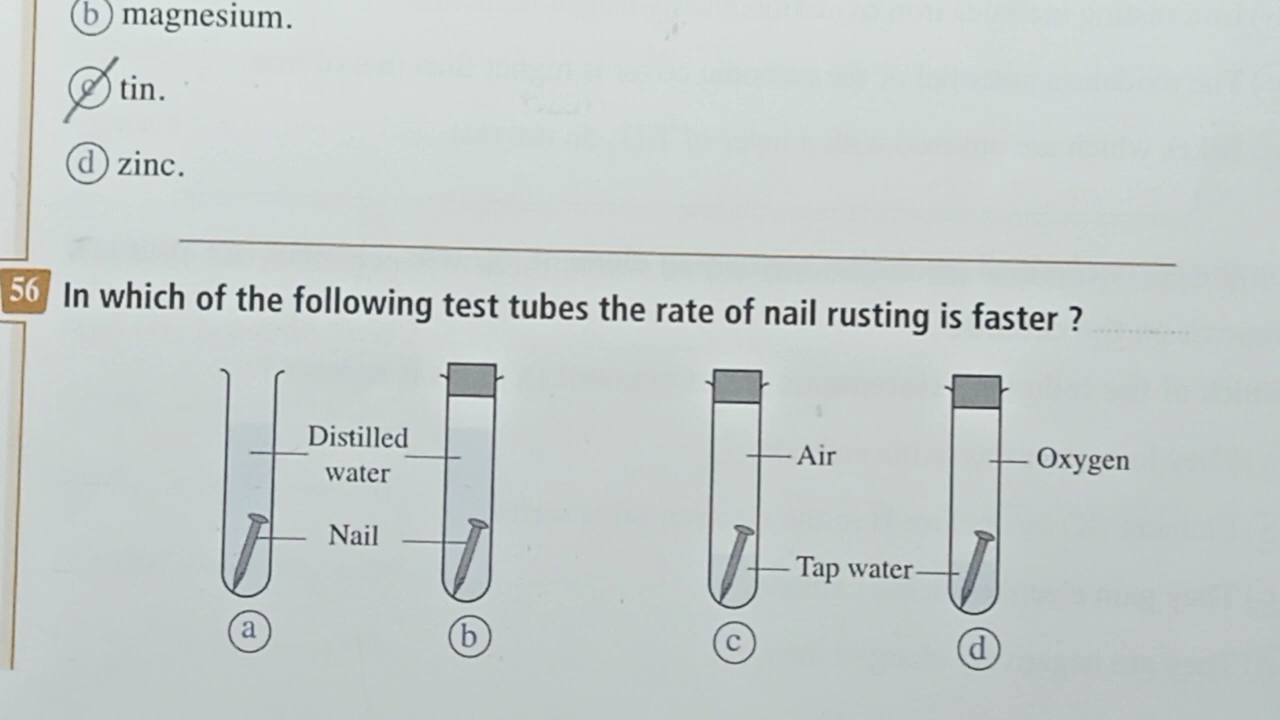 (b) magnesium.
(c) tin.
(d) zinc.
56 In which of the following test tubes the rate of nail rusting is faster ?
Distilled
water
Nail
Air
Oxygen
Tap water
(a) (b) (c) (d)